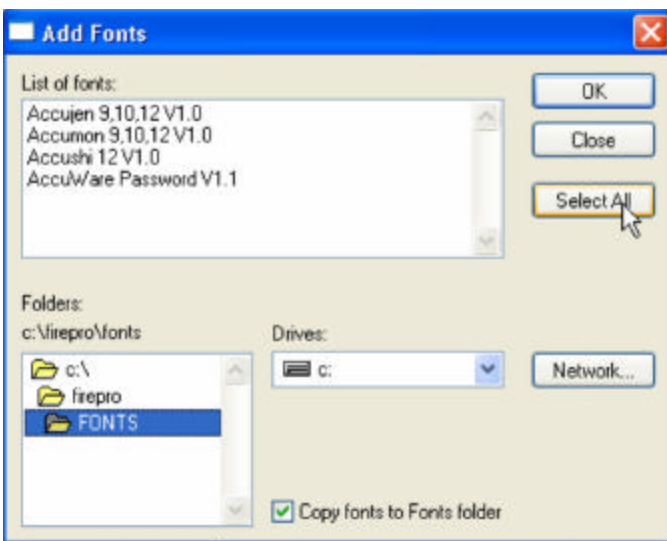 Add Fonts
List of fonts:
Accujen 9,10,12 V1.0
Accumon 9,10,12 V1.0
Accushi 12 V1.0
AccuWare Password V1.1
OK
Close
Select All
Folders:
c:\firepro\fonts
c:\
firepro
FONTS
Drives:
c:
Network...
Copy fonts to Fonts folder